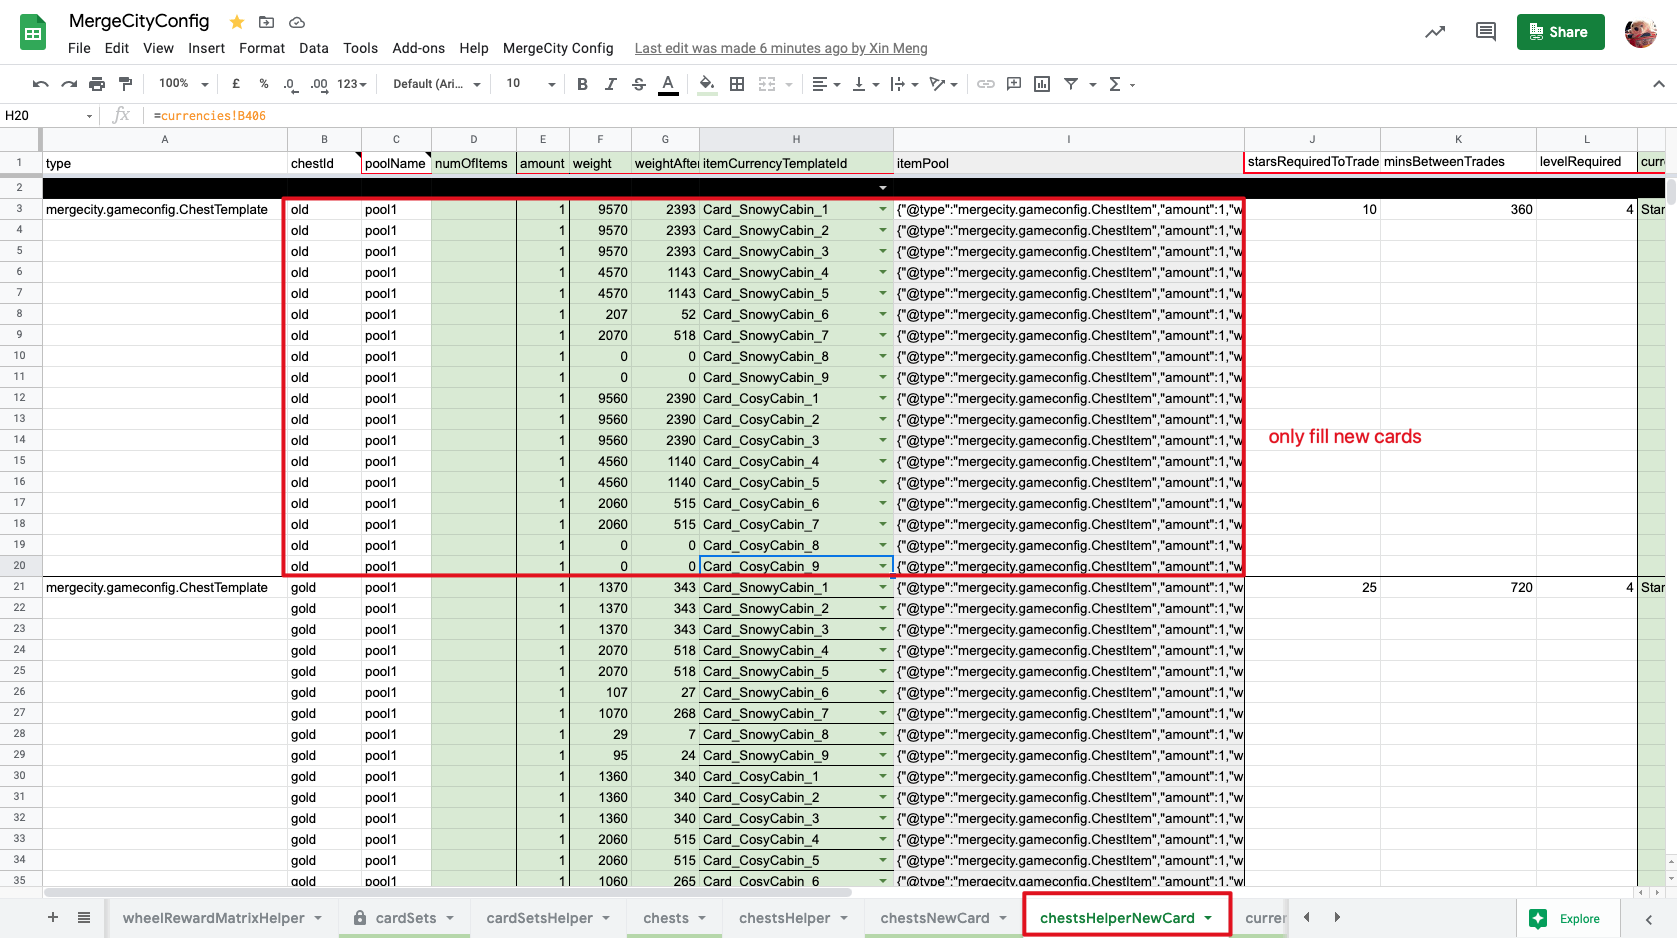 MergeCityConfig
File Edit View Insert Format Data Tools Add-ons Help MergeCity Config Last edit was made 6 minutes ago by Xin Meng
Share
100% £ % .0 .00 123 Default (Ari... 10 B I S A
H20 fx =currencies!B406
A B C D E F G H I J K L
1 type chestId poolName numOfItems amount weight weightAfter itemCurrencyTemplateId itemPool starsRequiredToTrade minsBetweenTrades levelRequired curr
2
3 mergecity.gameconfig.ChestTemplate old pool1 1 9570 2393 Card_SnowyCabin_1 {"@type":"mergecity.gameconfig.ChestItem","amount":1,"w 10 360 4 Star
4 old pool1 1 9570 2393 Card_SnowyCabin_2 {"@type":"mergecity.gameconfig.ChestItem","amount":1,"w
5 old pool1 1 9570 2393 Card_SnowyCabin_3 {"@type":"mergecity.gameconfig.ChestItem","amount":1,"w
6 old pool1 1 4570 1143 Card_SnowyCabin_4 {"@type":"mergecity.gameconfig.ChestItem","amount":1,"w
7 old pool1 1 4570 1143 Card_SnowyCabin_5 {"@type":"mergecity.gameconfig.ChestItem","amount":1,"w
8 old pool1 1 207 52 Card_SnowyCabin_6 {"@type":"mergecity.gameconfig.ChestItem","amount":1,"w
9 old pool1 1 2070 518 Card_SnowyCabin_7 {"@type":"mergecity.gameconfig.ChestItem","amount":1,"w
10 old pool1 1 0 0 Card_SnowyCabin_8 {"@type":"mergecity.gameconfig.ChestItem","amount":1,"w
11 old pool1 1 0 0 Card_SnowyCabin_9 {"@type":"mergecity.gameconfig.ChestItem","amount":1,"w
12 old pool1 1 9560 2390 Card_CosyCabin_1 {"@type":"mergecity.gameconfig.ChestItem","amount":1,"w
13 old pool1 1 9560 2390 Card_CosyCabin_2 {"@type":"mergecity.gameconfig.ChestItem","amount":1,"w
14 old pool1 1 9560 2390 Card_CosyCabin_3 {"@type":"mergecity.gameconfig.ChestItem","amount":1,"w only fill new cards
15 old pool1 1 4560 1140 Card_CosyCabin_4 {"@type":"mergecity.gameconfig.ChestItem","amount":1,"w
16 old pool1 1 4560 1140 Card_CosyCabin_5 {"@type":"mergecity.gameconfig.ChestItem","amount":1,"w
17 old pool1 1 2060 515 Card_CosyCabin_6 {"@type":"mergecity.gameconfig.ChestItem","amount":1,"w
18 old pool1 1 2060 515 Card_CosyCabin_7 {"@type":"mergecity.gameconfig.ChestItem","amount":1,"w
19 old pool1 1 0 0 Card_CosyCabin_8 {"@type":"mergecity.gameconfig.ChestItem","amount":1,"w
20 old pool1 1 0 0 Card_CosyCabin_9 {"@type":"mergecity.gameconfig.ChestItem","amount":1,"w
21 mergecity.gameconfig.ChestTemplate gold pool1 1 1370 343 Card_SnowyCabin_1 {"@type":"mergecity.gameconfig.ChestItem","amount":1,"w 25 720 4 Star
22 gold pool1 1 1370 343 Card_SnowyCabin_2 {"@type":"mergecity.gameconfig.ChestItem","amount":1,"w
23 gold pool1 1 1370 343 Card_SnowyCabin_3 {"@type":"mergecity.gameconfig.ChestItem","amount":1,"w
24 gold pool1 1 2070 518 Card_SnowyCabin_4 {"@type":"mergecity.gameconfig.ChestItem","amount":1,"w
25 gold pool1 1 2070 518 Card_SnowyCabin_5 {"@type":"mergecity.gameconfig.ChestItem","amount":1,"w
26 gold pool1 1 107 27 Card_SnowyCabin_6 {"@type":"mergecity.gameconfig.ChestItem","amount":1,"w
27 gold pool1 1 1070 268 Card_SnowyCabin_7 {"@type":"mergecity.gameconfig.ChestItem","amount":1,"w
28 gold pool1 1 29 7 Card_SnowyCabin_8 {"@type":"mergecity.gameconfig.ChestItem","amount":1,"w
29 gold pool1 1 95 24 Card_SnowyCabin_9 {"@type":"mergecity.gameconfig.ChestItem","amount":1,"w
30 gold pool1 1 1360 340 Card_CosyCabin_1 {"@type":"mergecity.gameconfig.ChestItem","amount":1,"w
31 gold pool1 1 1360 340 Card_CosyCabin_2 {"@type":"mergecity.gameconfig.ChestItem","amount":1,"w
32 gold pool1 1 1360 340 Card_CosyCabin_3 {"@type":"mergecity.gameconfig.ChestItem","amount":1,"w
33 gold pool1 1 2060 515 Card_CosyCabin_4 {"@type":"mergecity.gameconfig.ChestItem","amount":1,"w
34 gold pool1 1 2060 515 Card_CosyCabin_5 {"@type":"mergecity.gameconfig.ChestItem","amount":1,"w
35 gold pool1 1 1060 265 Card_CosyCabin_6 {"@type":"mergecity.gameconfig.ChestItem","amount":1,"w
wheelRewardMatrixHelper cardSets cardSetsHelper chests chestsHelper chestsNewCard chestsHelperNewCard curren Explore